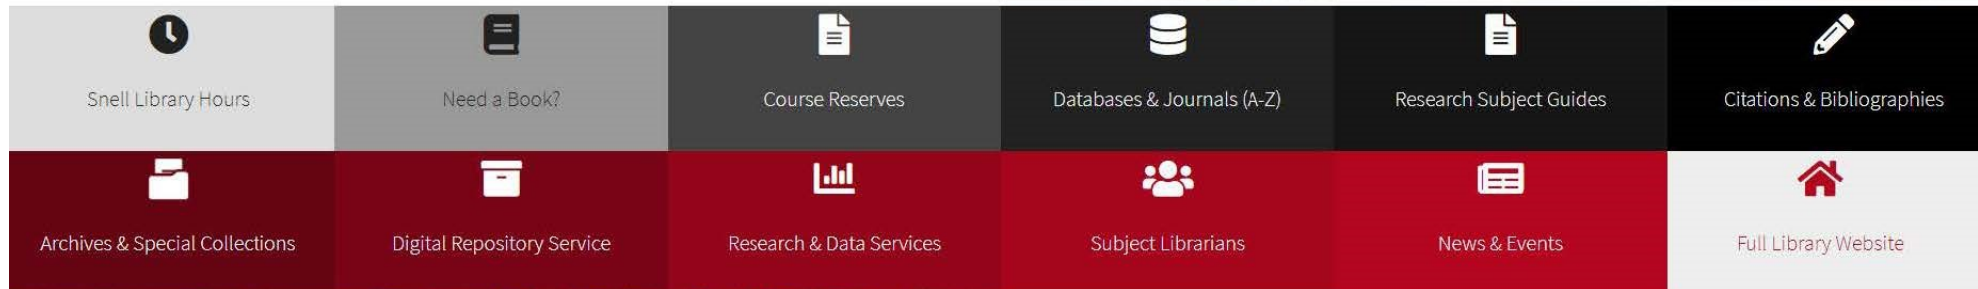 Snell Library Hours
Need a Book?
Course Reserves
Databases & Journals (A-Z)
Research Subject Guides
Citations & Bibliographies
Archives & Special Collections
Digital Repository Service
Research & Data Services
Subject Librarians
News & Events
Full Library Website